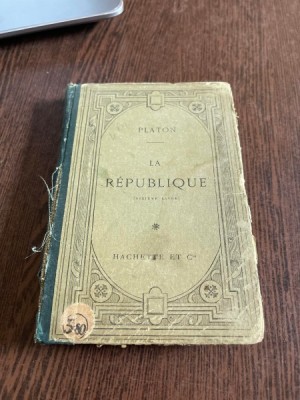 PLATON
LA
RÉPUBLIQUE
HACHETTE ET Cie